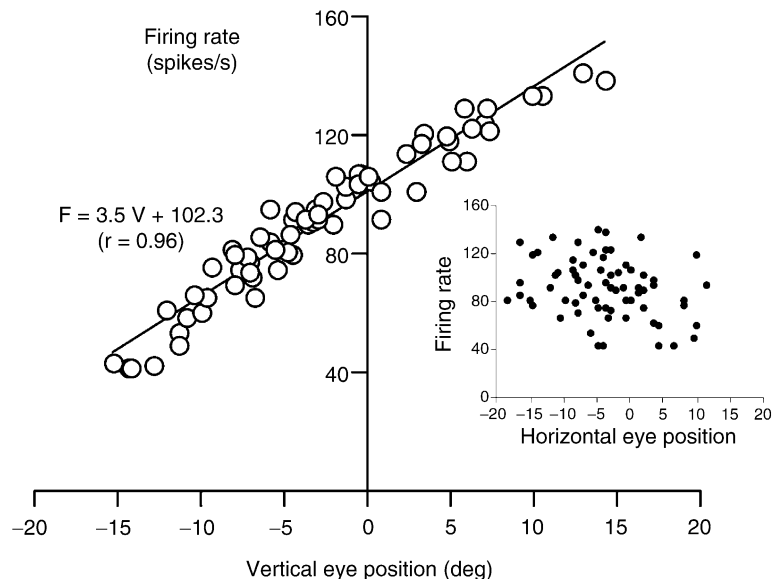 160
Firing rate
(spikes/s)
120
F = 3.5 V + 102.3
(r = 0.96)
80
40
−20 −15 −10 −5 0 5 10 15 20
Vertical eye position (deg)
160
120
80
40
0
Firing rate
−20 −15 −10 −5 0 5 10 15 20
Horizontal eye position